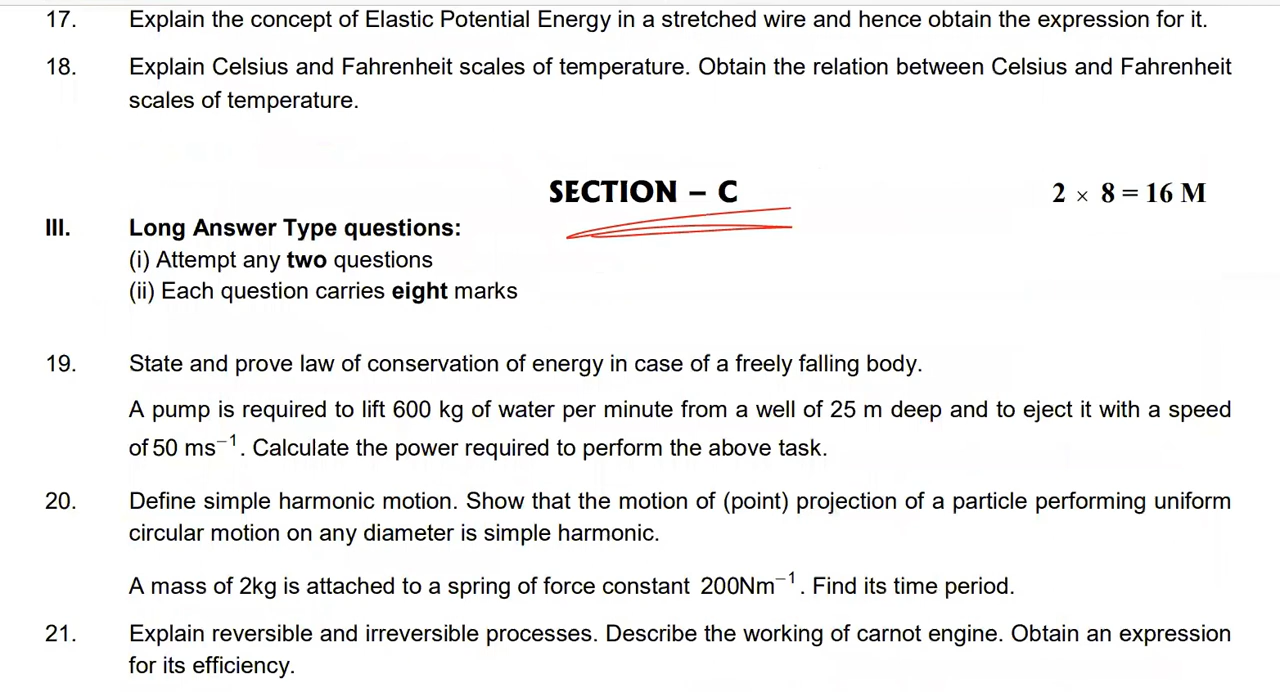 17. Explain the concept of Elastic Potential Energy in a stretched wire and hence obtain the expression for it.
18. Explain Celsius and Fahrenheit scales of temperature. Obtain the relation between Celsius and Fahrenheit
scales of temperature.
SECTION – C 2 × 8 = 16 M
III. Long Answer Type questions:
(i) Attempt any two questions
(ii) Each question carries eight marks
19. State and prove law of conservation of energy in case of a freely falling body.
A pump is required to lift 600 kg of water per minute from a well of 25 m deep and to eject it with a speed
of 50 ms⁻¹. Calculate the power required to perform the above task.
20. Define simple harmonic motion. Show that the motion of (point) projection of a particle performing uniform
circular motion on any diameter is simple harmonic.
A mass of 2kg is attached to a spring of force constant 200Nm⁻¹. Find its time period.
21. Explain reversible and irreversible processes. Describe the working of carnot engine. Obtain an expression
for its efficiency.